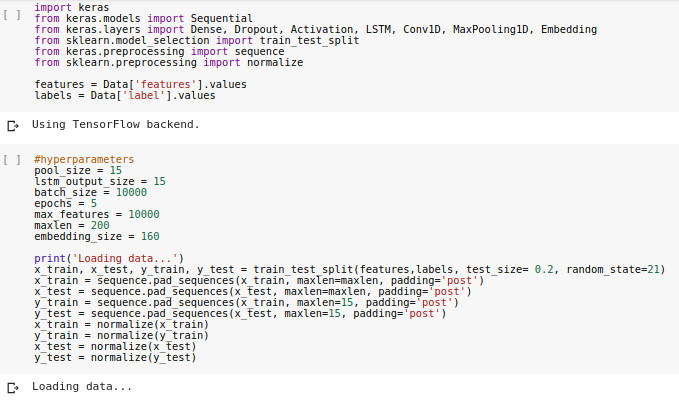 [ ] import keras
from keras.models import Sequential
from keras.layers import Dense, Dropout, Activation, LSTM, Conv1D, MaxPooling1D, Embedding
from sklearn.model_selection import train_test_split
from keras.preprocessing import sequence
from sklearn.preprocessing import normalize
features = Data['features'].values
labels = Data['label'].values
Using TensorFlow backend.
[ ] #hyperparameters
pool_size = 15
lstm_output_size = 15
batch_size = 10000
epochs = 5
max_features = 10000
maxlen = 200
embedding_size = 160
print('Loading data...')
x_train, x_test, y_train, y_test = train_test_split(features,labels, test_size= 0.2, random_state=21)
x_train = sequence.pad_sequences(x_train, maxlen=maxlen, padding='post')
x_test = sequence.pad_sequences(x_test, maxlen=maxlen, padding='post')
y_train = sequence.pad_sequences(y_train, maxlen=15, padding='post')
y_test = sequence.pad_sequences(y_test, maxlen=15, padding='post')
x_train = normalize(x_train)
y_train = normalize(y_train)
x_test = normalize(x_test)
y_test = normalize(y_test)
Loading data...